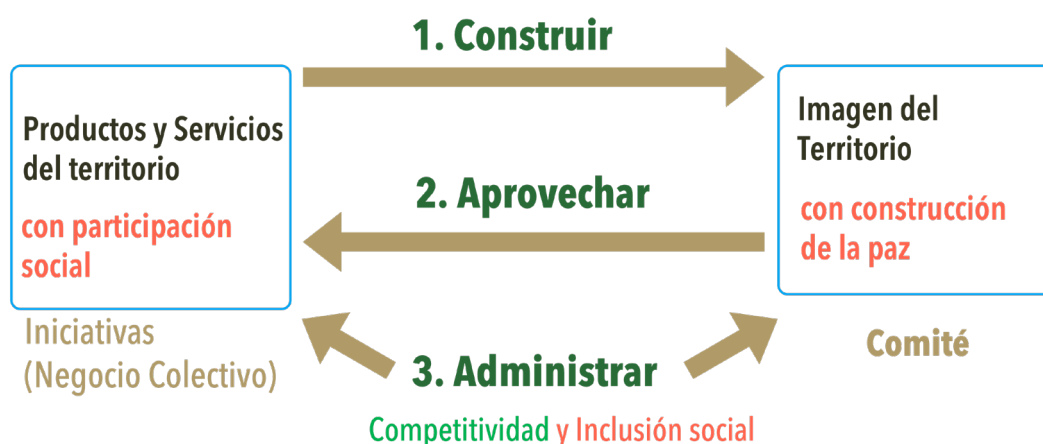 1. Construir
Productos y Servicios
del territorio
con participación
social
Imagen del
Territorio
con construcción
de la paz
2. Aprovechar
Iniciativas
(Negocio Colectivo)
Comité
3. Administrar
Competitividad y Inclusión social